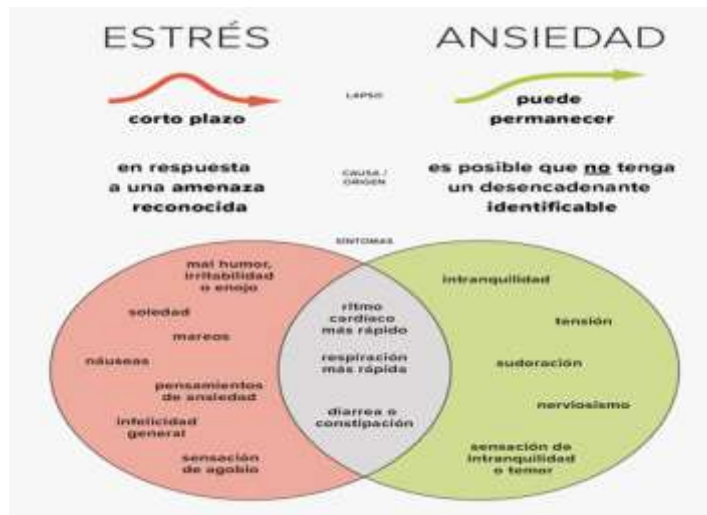 ESTRÉS
ANSIEDAD
LAPSO
corto plazo
puede
permanecer
en respuesta
a una amenaza
reconocida
CAUSA /
ORIGEN
es posible que no tenga
un desencadenante
identificable
SÍNTOMAS
mal humor,
irritabilidad
o enojo
soledad
mareos
náuseas
pensamientos
de ansiedad
infelicidad
general
sensación
de agobio
ritmo
cardíaco
más rápido
respiración
más rápida
diarrea o
constipación
intranquilidad
tensión
sudoración
nerviosismo
sensación de
intranquilidad
o temor